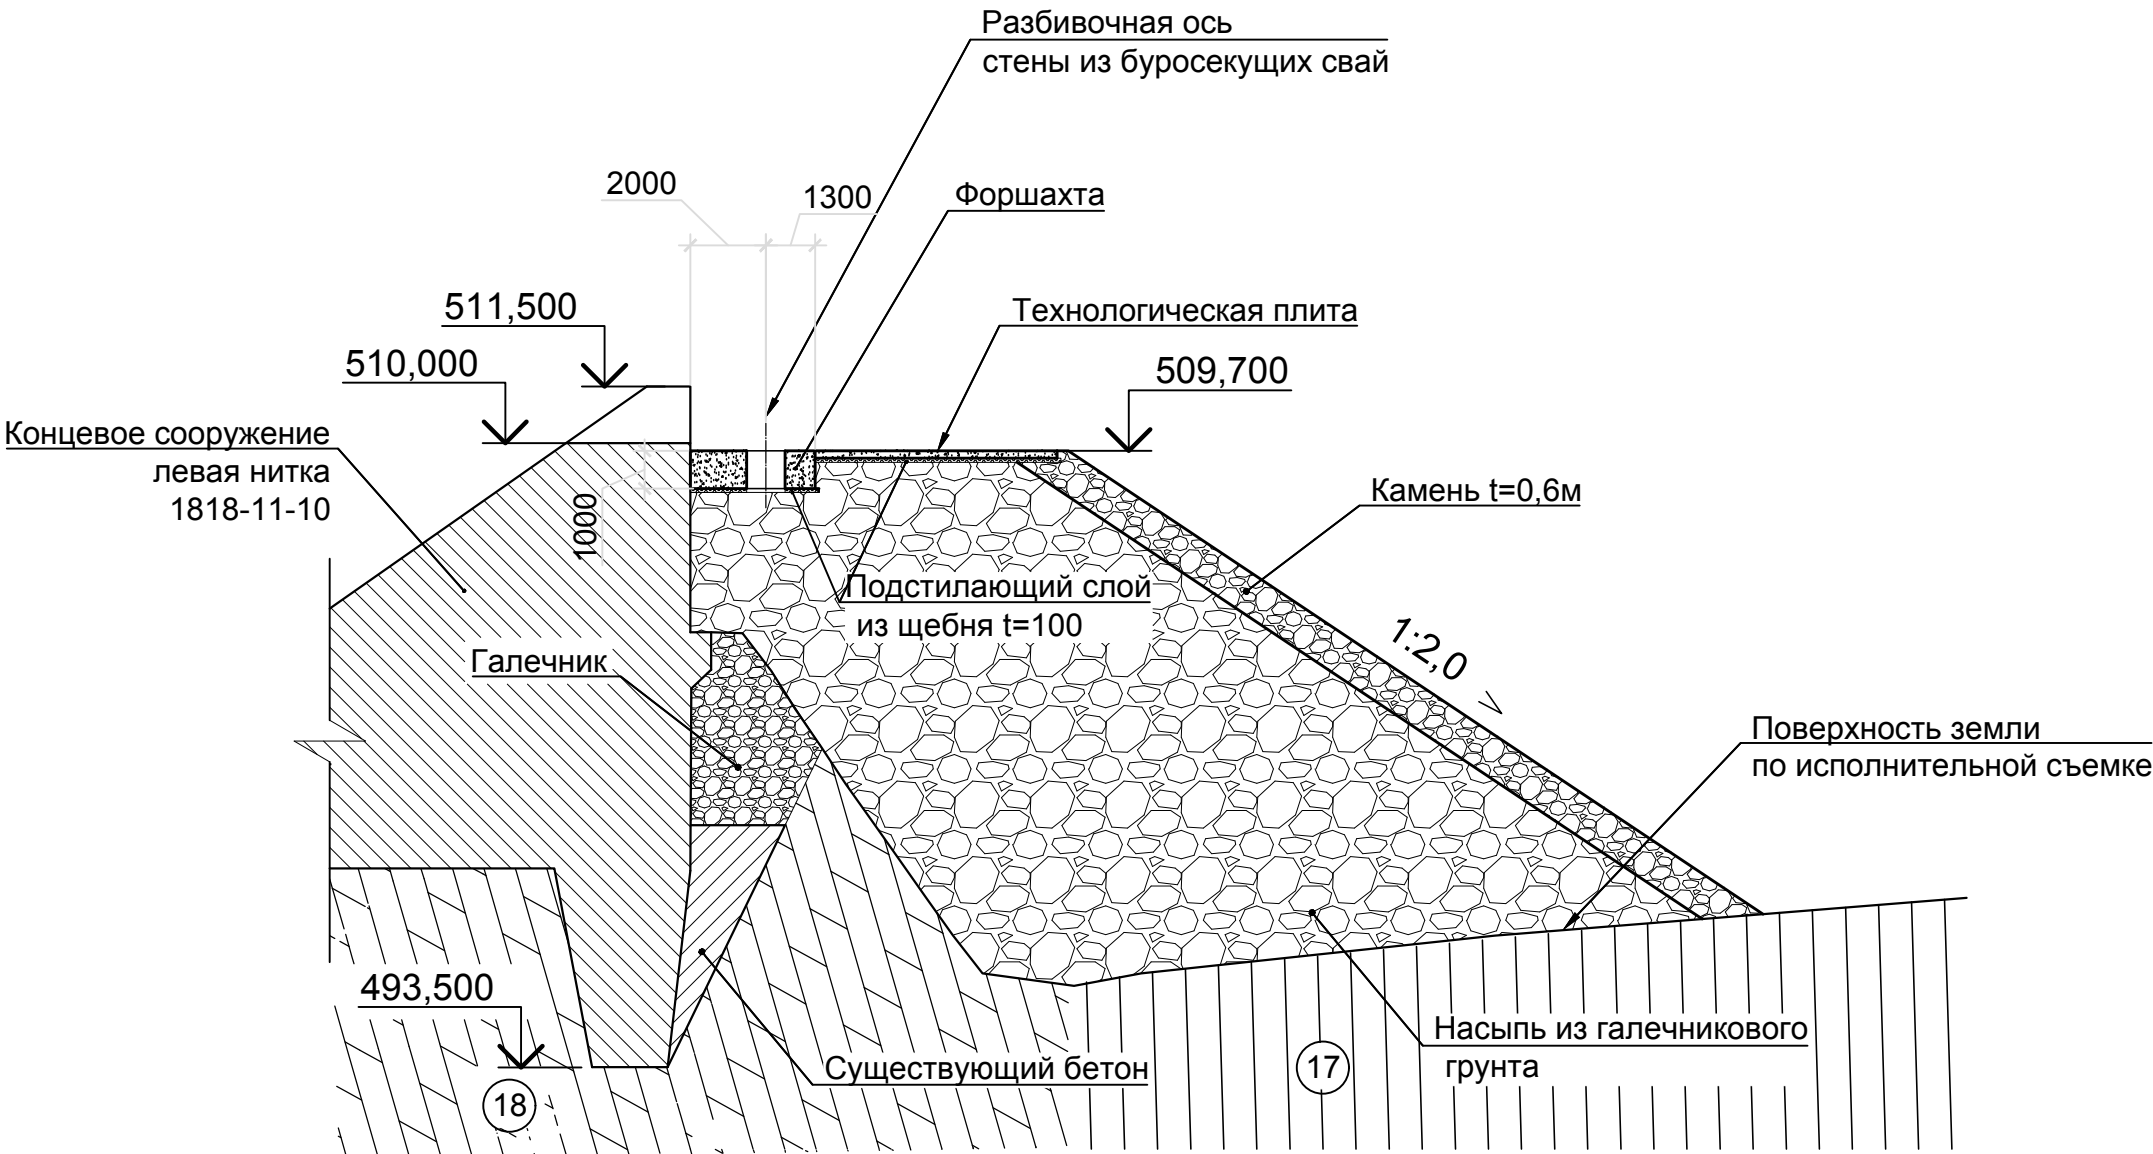 Разбивочная ось
стены из буросекущих свай
2000
1300
Форшахта
511,500
Технологическая плита
510,000
509,700
Концевое сооружение
левая нитка
1818-11-10
Камень t=0,6м
1000
Подстилающий слой
из щебня t=100
1:2,0
Галечник
Поверхность земли
по исполнительной съемке
493,500
Насыпь из галечникового
грунта
Существующий бетон
17
18